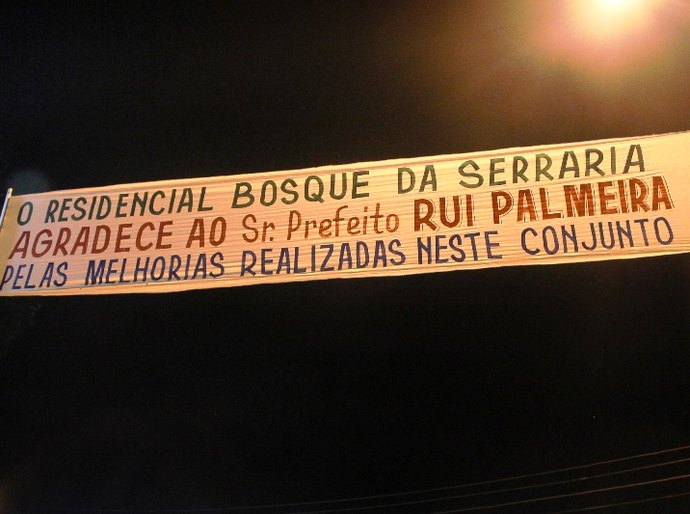 O RESIDENCIAL BOSQUE DA SERRARIA
AGRADECE AO Sr. Prefeito RUI PALMEIRA
PELAS MELHORIAS REALIZADAS NESTE CONJUNTO